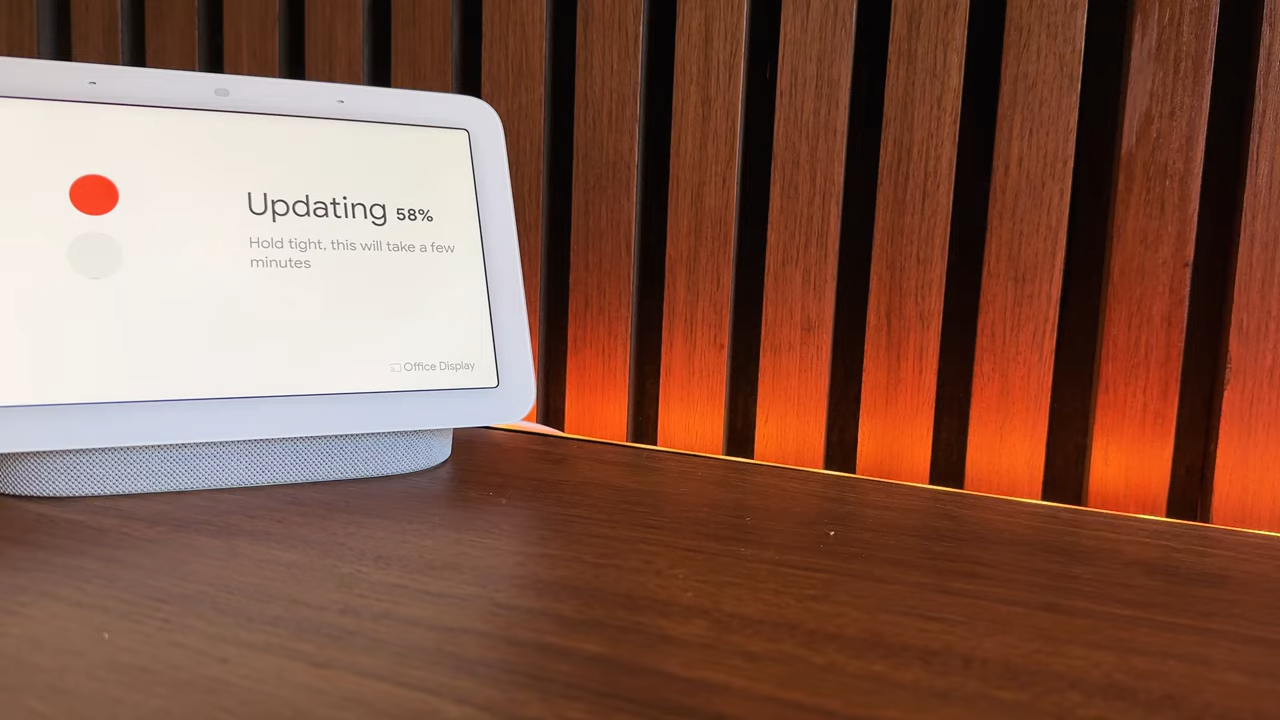 Updating 58%
Hold tight, this will take a few
minutes
Office Display